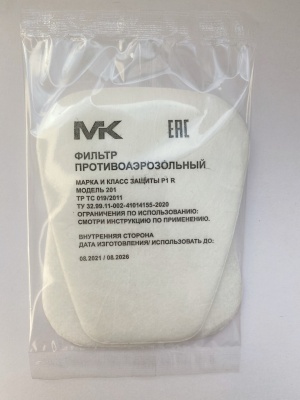 МК EAC
ФИЛЬТР
ПРОТИВОАЭРОЗОЛЬНЫЙ
МАРКА И КЛАСС ЗАЩИТЫ P1 R
МОДЕЛЬ 201
ТР ТС 019/2011
ТУ 32.99.11-002-41014155-2020
ОГРАНИЧЕНИЯ ПО ИСПОЛЬЗОВАНИЮ:
СМОТРИ ИНСТРУКЦИЮ ПО ПРИМЕНЕНИЮ.
ВНУТРЕННЯЯ СТОРОНА
ДАТА ИЗГОТОВЛЕНИЯ/ ИСПОЛЬЗОВАТЬ ДО:
08.2021 / 08.2026